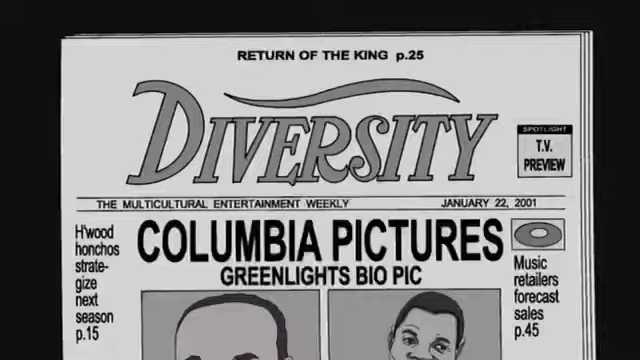 RETURN OF THE KING p.25
DIVERSITY
SPOTLIGHT
T.V.
PREVIEW
THE MULTICULTURAL ENTERTAINMENT WEEKLY
JANUARY 22, 2001
H'wood
honchos
strate-
gize
next
season
p.15
COLUMBIA PICTURES
GREENLIGHTS BIO PIC
Music
retailers
forecast
sales
p.45